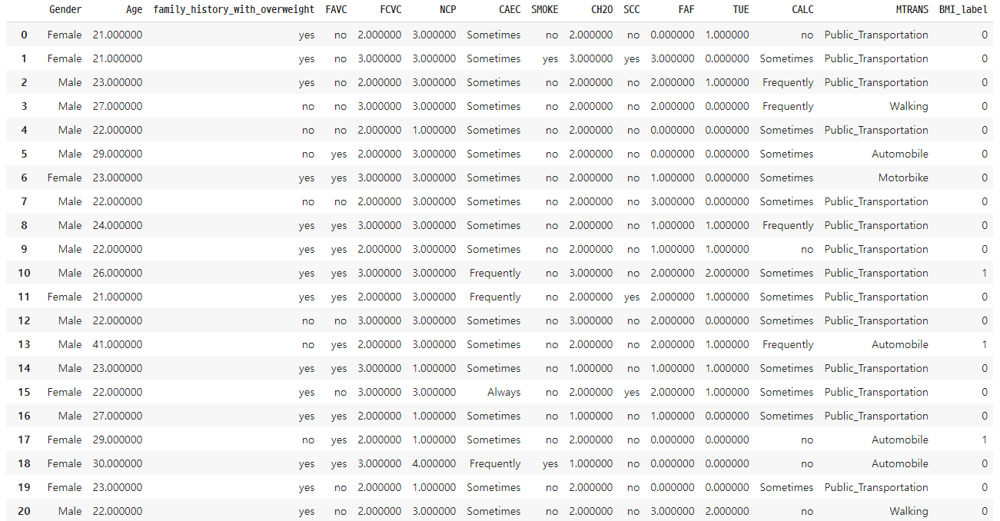 Gender Age family_history_with_overweight FAVC FCVC NCP CAEC SMOKE CH2O SCC FAF TUE CALC MTRANS BMI_label
0 Female 21.000000 yes no 2.000000 3.000000 Sometimes no 2.000000 no 0.000000 1.000000 no Public_Transportation 0
1 Female 21.000000 yes no 3.000000 3.000000 Sometimes yes 3.000000 yes 3.000000 0.000000 Sometimes Public_Transportation 0
2 Male 23.000000 yes no 2.000000 3.000000 Sometimes no 2.000000 no 2.000000 1.000000 Frequently Public_Transportation 0
3 Male 27.000000 no no 3.000000 3.000000 Sometimes no 2.000000 no 2.000000 0.000000 Frequently Walking 0
4 Male 22.000000 no no 2.000000 1.000000 Sometimes no 2.000000 no 0.000000 0.000000 Sometimes Public_Transportation 0
5 Male 29.000000 no yes 2.000000 3.000000 Sometimes no 2.000000 no 0.000000 0.000000 Sometimes Automobile 0
6 Female 23.000000 yes yes 3.000000 3.000000 Sometimes no 2.000000 no 1.000000 0.000000 Sometimes Motorbike 0
7 Male 22.000000 no no 2.000000 3.000000 Sometimes no 2.000000 no 3.000000 0.000000 Sometimes Public_Transportation 0
8 Male 24.000000 yes yes 3.000000 3.000000 Sometimes no 2.000000 no 1.000000 1.000000 Frequently Public_Transportation 0
9 Male 22.000000 yes yes 2.000000 3.000000 Sometimes no 2.000000 no 1.000000 1.000000 no Public_Transportation 0
10 Male 26.000000 yes yes 3.000000 3.000000 Frequently no 3.000000 no 2.000000 2.000000 Sometimes Public_Transportation 1
11 Female 21.000000 yes yes 2.000000 3.000000 Frequently no 2.000000 yes 2.000000 1.000000 Sometimes Public_Transportation 0
12 Male 22.000000 no no 3.000000 3.000000 Sometimes no 3.000000 no 2.000000 0.000000 Sometimes Public_Transportation 0
13 Male 41.000000 no yes 2.000000 3.000000 Sometimes no 2.000000 no 2.000000 1.000000 Frequently Automobile 1
14 Male 23.000000 yes yes 3.000000 1.000000 Sometimes no 1.000000 no 1.000000 1.000000 Sometimes Public_Transportation 0
15 Female 22.000000 yes no 3.000000 3.000000 Always no 2.000000 yes 2.000000 1.000000 Sometimes Public_Transportation 0
16 Male 27.000000 yes yes 2.000000 1.000000 Sometimes no 1.000000 no 1.000000 0.000000 Sometimes Public_Transportation 0
17 Female 29.000000 no yes 2.000000 1.000000 Sometimes no 2.000000 no 0.000000 0.000000 no Automobile 1
18 Female 30.000000 yes yes 3.000000 4.000000 Frequently yes 1.000000 no 0.000000 0.000000 no Automobile 0
19 Female 23.000000 yes no 2.000000 1.000000 Sometimes no 2.000000 no 0.000000 0.000000 Sometimes Public_Transportation 0
20 Male 22.000000 yes no 2.000000 3.000000 Sometimes no 2.000000 no 3.000000 2.000000 no Walking 0